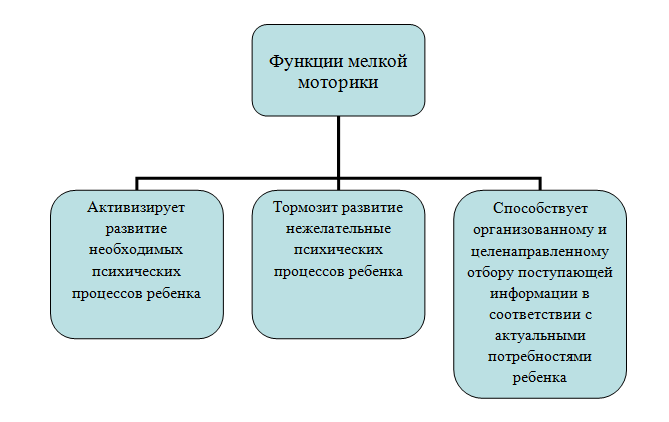 Функции мелкой
моторики
Активизирует
развитие
необходимых
психических
процессов ребенка
Тормозит развитие
нежелательные
психических
процессов ребенка
Способствует
организованному и
целенаправленному
отбору поступающей
информации в
соответствии с
актуальными
потребностями
ребенка